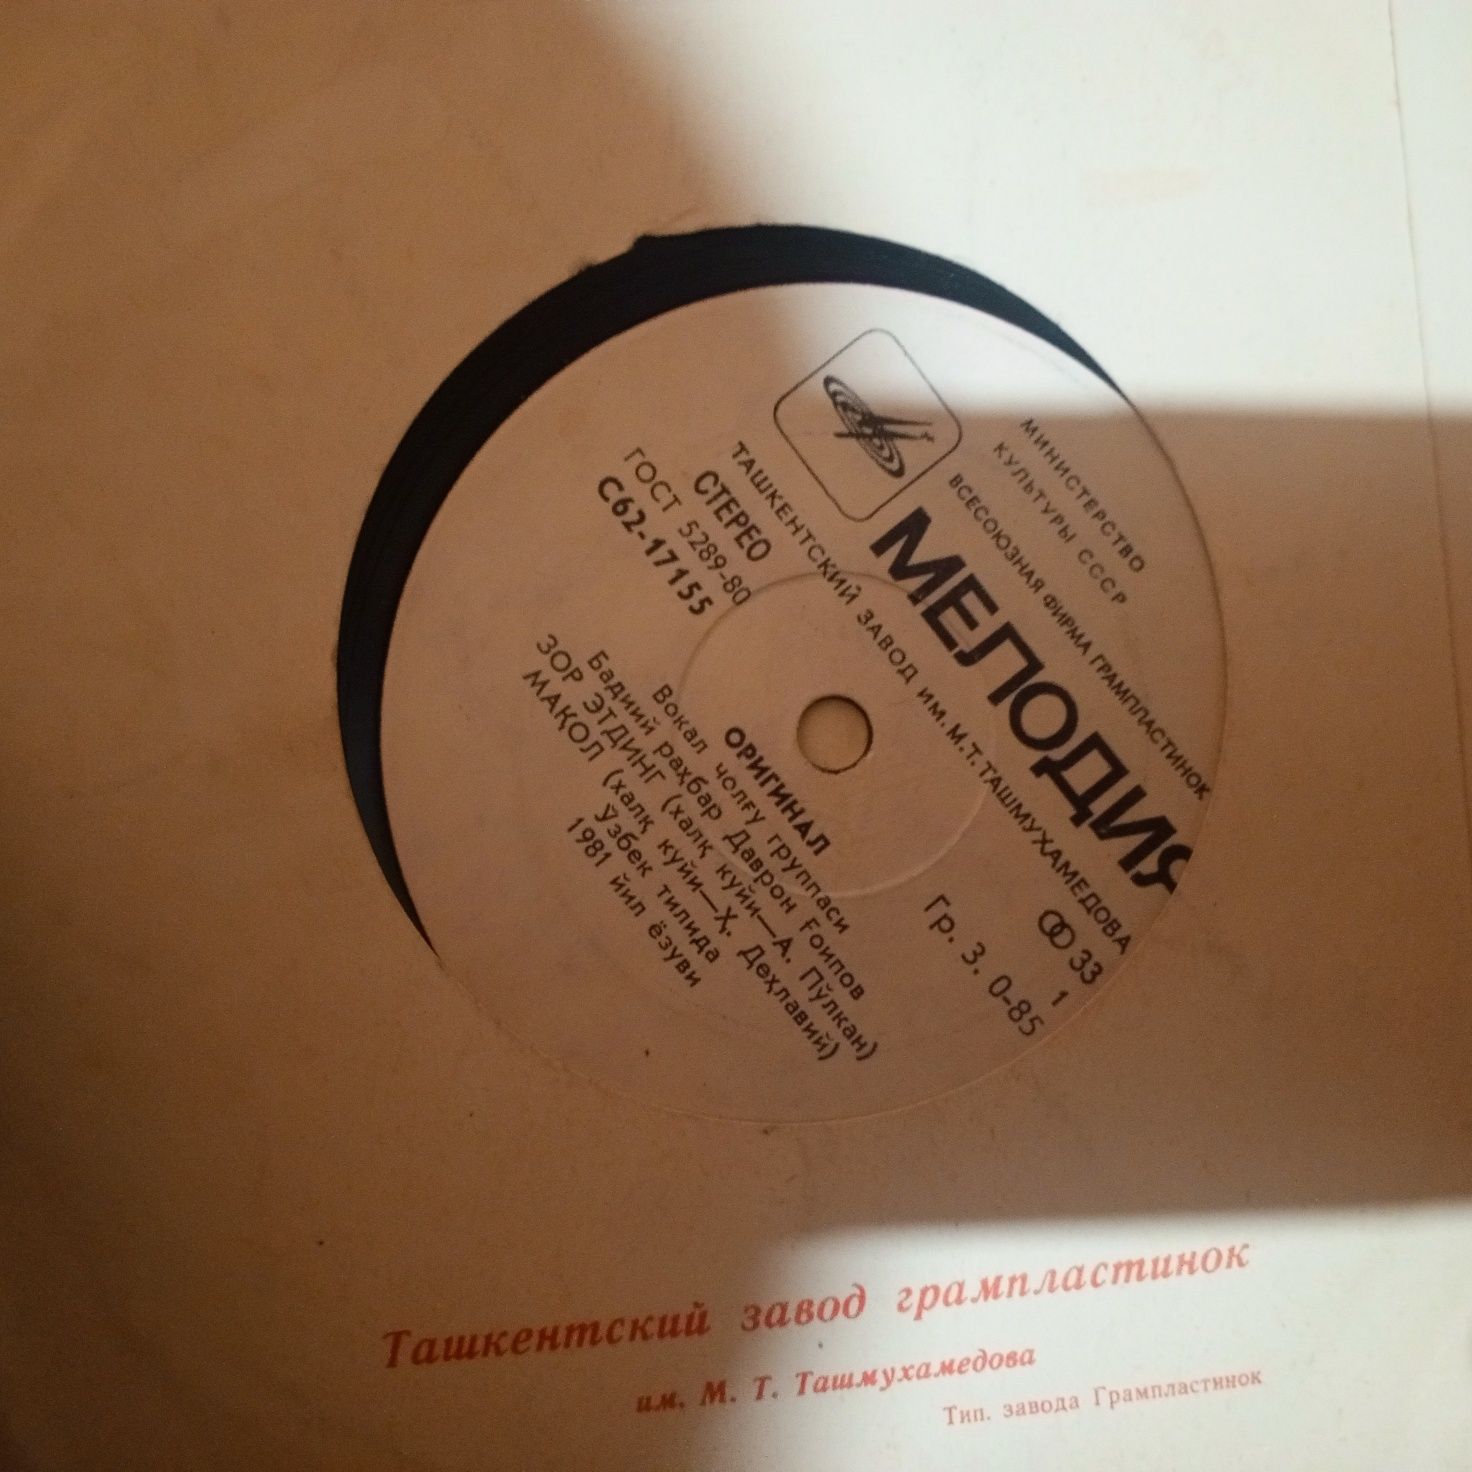 МИНИСТЕРСТВО
КУЛЬТУРЫ СССР
ВСЕСОЮЗНАЯ ФИРМА ГРАМПЛАСТИНОК
МЕЛОДИЯ
ТАШКЕНТСКИЙ ЗАВОД ИМ. М. Т. ТАШМУХАМЕДОВА
СТЕРЕО
ГОСТ 5289-80
С62-17155
33
1
Гр. 3. 0-85
ОРИГИНАЛ
Вокал чолғу группаси
Бадиий раҳбар Даврон Ғоипов
ЗОР ЭТДИНГ (халқ куйи—А. Пўлкан)
МАҚОЛ (халқ куйи—Ҳ. Деҳлавий)
Ўзбек тилида
1981 йил ёзуви
Ташкентский завод грампластинок
им. М. Т. Ташмухамедова
Тип. завода Грампластинок